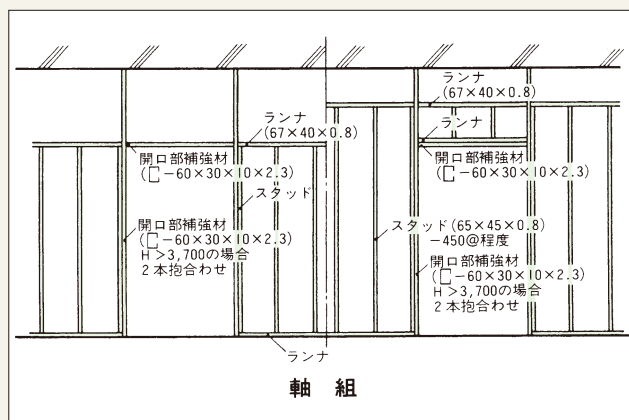 ランナ
(67×40×0.8)
ランナ
(67×40×0.8)
ランナ
開口部補強材
(⼕−60×30×10×2.3)
開口部補強材
(⼕−60×30×10×2.3)
スタッド
開口部補強材
(⼕−60×30×10×2.3)
H>3,700の場合
2本抱合わせ
スタッド(65×45×0.8)
−450@程度
開口部補強材
(⼕−60×30×10×2.3)
H>3,700の場合
2本抱合わせ
ランナ
軸組